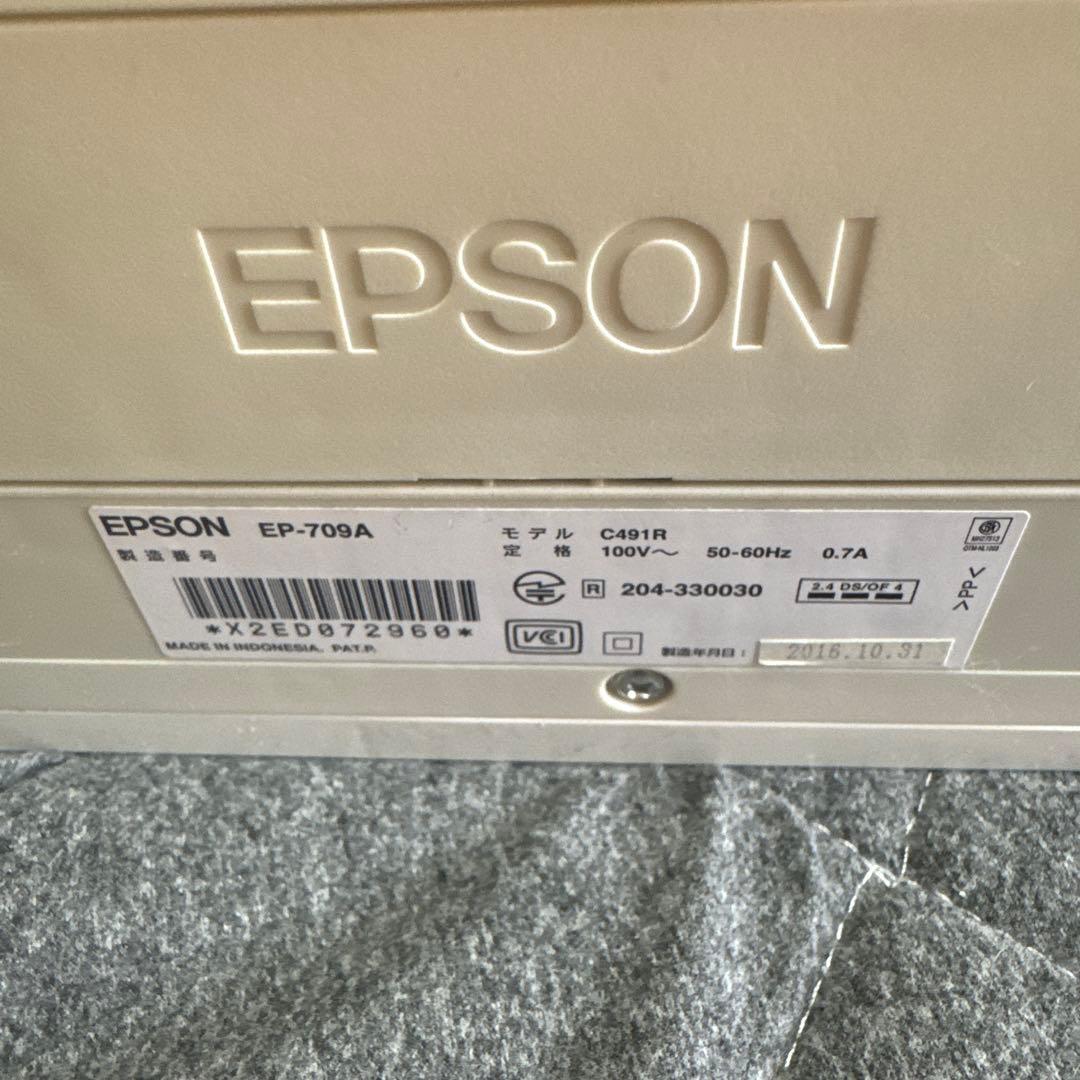 EPSON
EPSON EP-709A
製造番号
*X2ED072960*
MADE IN INDONESIA. PAT.P.
モデル C491R
定格 100V～ 50-60Hz 0.7A
R 204-330030
2.4 DS/OF 4
VCI
製造年月日： 2016.10.31
>PP<